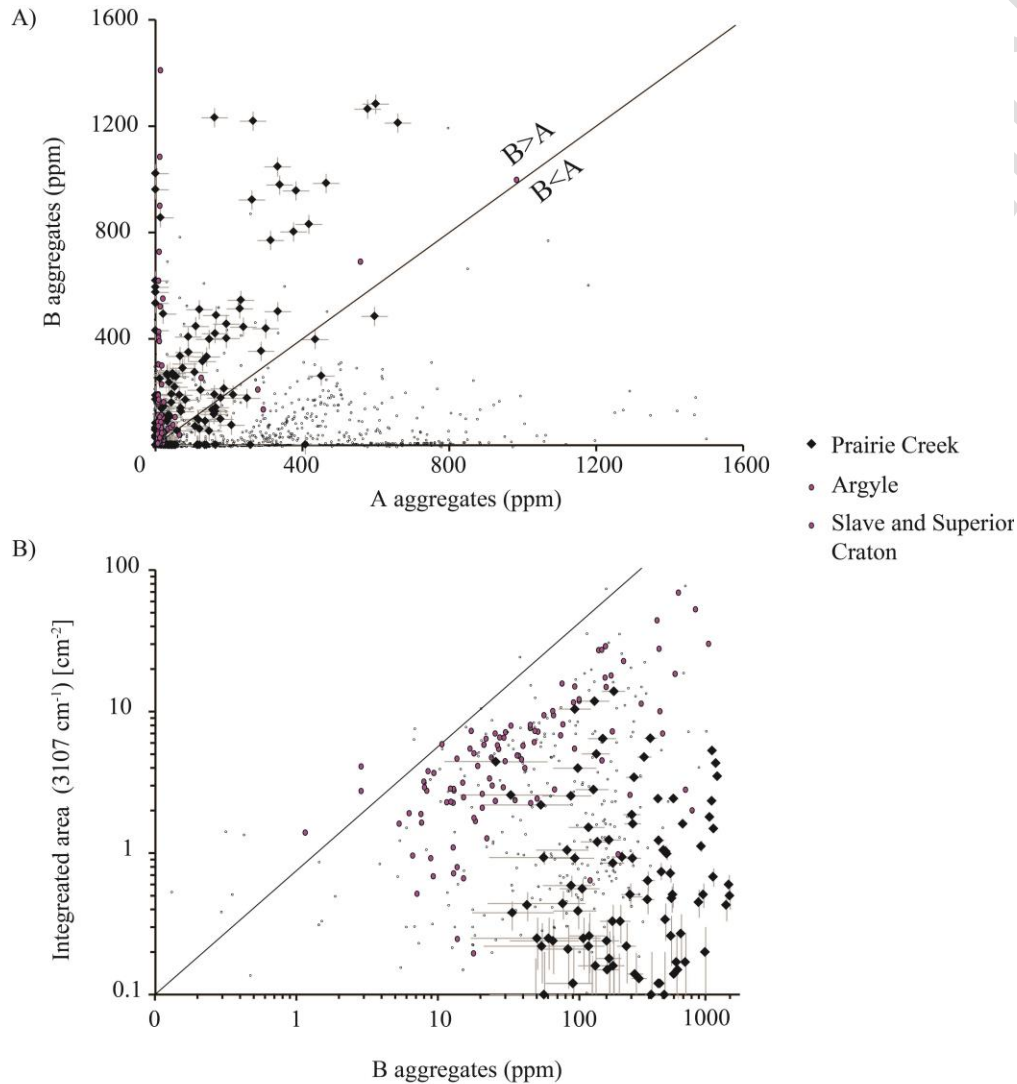 A)
1600
1200
800
400
0
B aggregates (ppm)
B>A
B<A
0 400 800 1200 1600
A aggregates (ppm)
Prairie Creek
Argyle
Slave and Superior
Craton
B)
100
10
1
0.1
Integreated area (3107 cm-1) [cm-2]
0 1 10 100 1000
B aggregates (ppm)